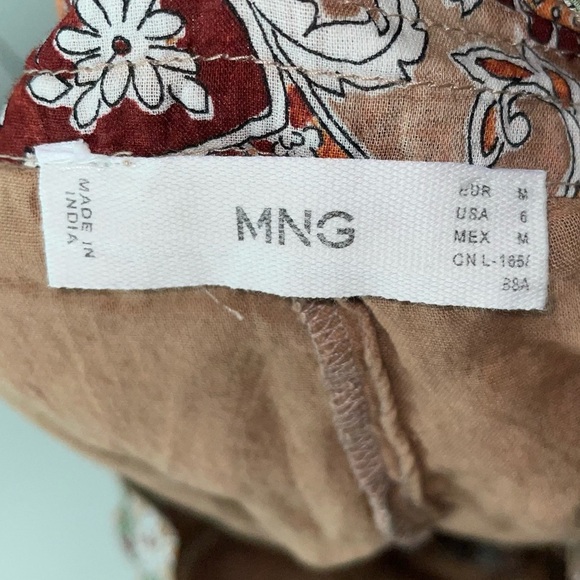 MADE IN
INDIA
MNG
EUR M
USA 6
MEX M
CN L-165/
88A